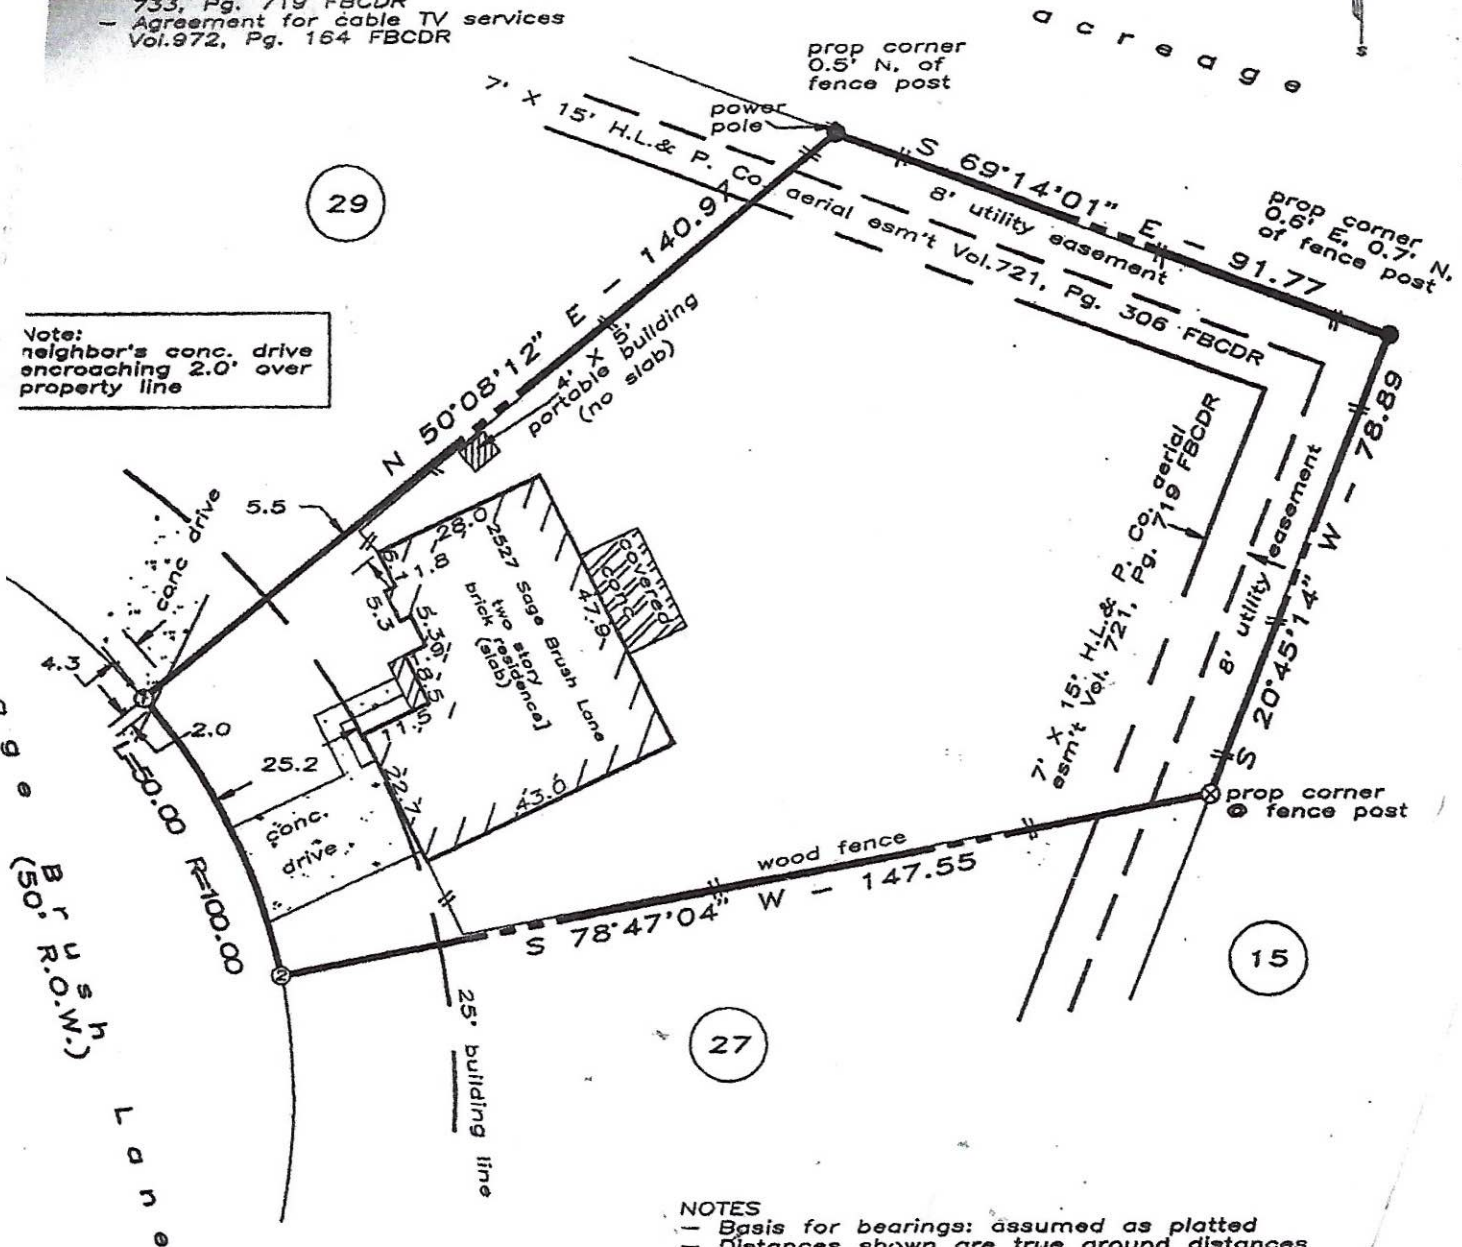 733, Pg. 719 FBCDR
— Agreement for cable TV services
Vol.972, Pg. 164 FBCDR
acreage
s
prop corner
0.5' N. of
fence post
power
pole
7' X 15' H.L.& P. Co. aerial esm't Vol.721, Pg. 306 FBCDR
S 69°14'01" E - 91.77
8' utility easement
prop corner
0.6' E, 0.7' N.
of fence post
29
N 50°08'12" E - 140.97
Note:
neighbor's conc. drive
encroaching 2.0' over
property line
4' X 5'
portable building
(no slab)
S 20°45'14" W - 78.89
8' utility easement
7' X 15' H.L.& P. Co. aerial
esm't Vol. 721, Pg. 719 FBCDR
conc drive
5.5
28.0
6.1
1.8
5.3
5.3
8.5
11.5
22.7
43.0
47.9
2527 Sage Brush Lane
two story
brick residence]
(slab)
covered
conc
4.3
1
2.0
25.2
L=50.00 R=100.00
conc.
drive
prop corner
@ fence post
wood fence
S 78°47'04" W - 147.55
2
15
27
25' building line
ge Brush Lane
(50' R.O.W.)
NOTES
— Basis for bearings: assumed as platted
— Distances shown are true ground distances